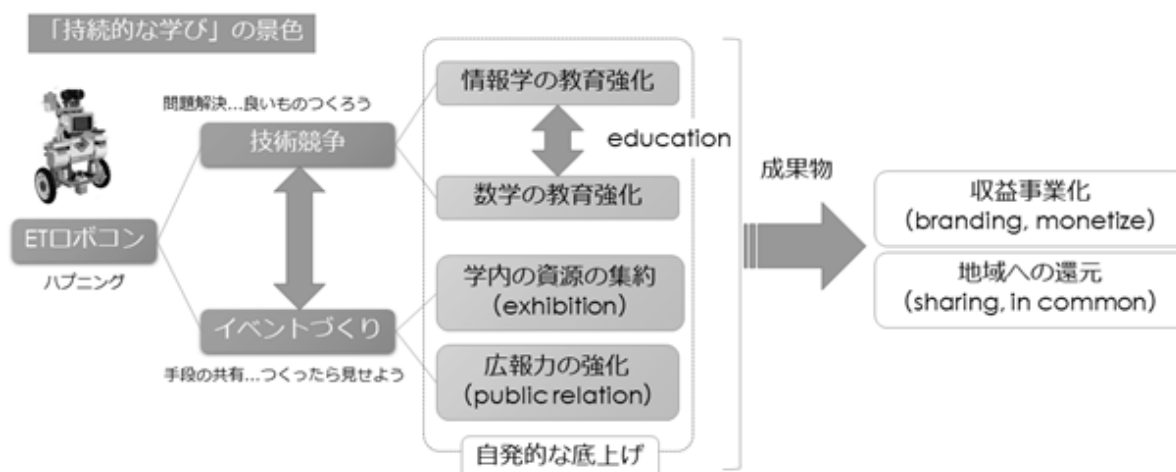 「持続的な学び」の景色
問題解決…良いものつくろう
技術競争
ETロボコン
ハプニング
イベントづくり
手段の共有…つくったら見せよう
情報学の教育強化
education
数学の教育強化
学内の資源の集約
(exhibition)
広報力の強化
(public relation)
自発的な底上げ
成果物
収益事業化
(branding, monetize)
地域への還元
(sharing, in common)